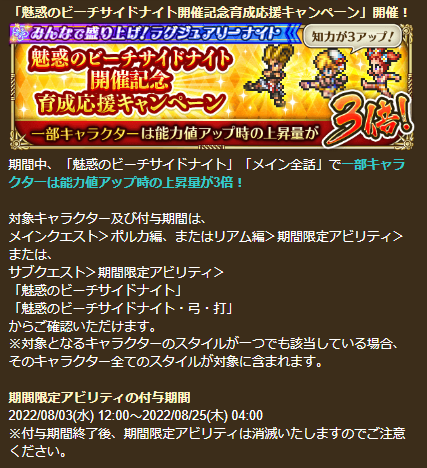 「魅惑のビーチサイドナイト開催記念育成応援キャンペーン」開催！
みんなで盛り上げ！ラグジュアリーナイト
知力が3アップ！
魅惑のビーチサイドナイト
開催記念
育成応援キャンペーン
一部キャラクターは能力値アップ時の上昇量が
3倍！
期間中、「魅惑のビーチサイドナイト」「メイン全話」で一部キャラ
クターは能力値アップ時の上昇量が3倍！
対象キャラクター及び付与期間は、
メインクエスト＞ポルカ編、またはリアム編＞期間限定アビリティ＞
または、
サブクエスト＞期間限定アビリティ＞
「魅惑のビーチサイドナイト」
「魅惑のビーチサイドナイト・弓・打」
からご確認いただけます。
※対象となるキャラクターのスタイルが一つでも該当している場合、
そのキャラクター全てのスタイルが対象に含まれます。
期間限定アビリティの付与期間
2022/08/03(水) 12:00～2022/08/25(木) 04:00
※付与期間終了後、期間限定アビリティは消滅いたしますのでご注意
ください。